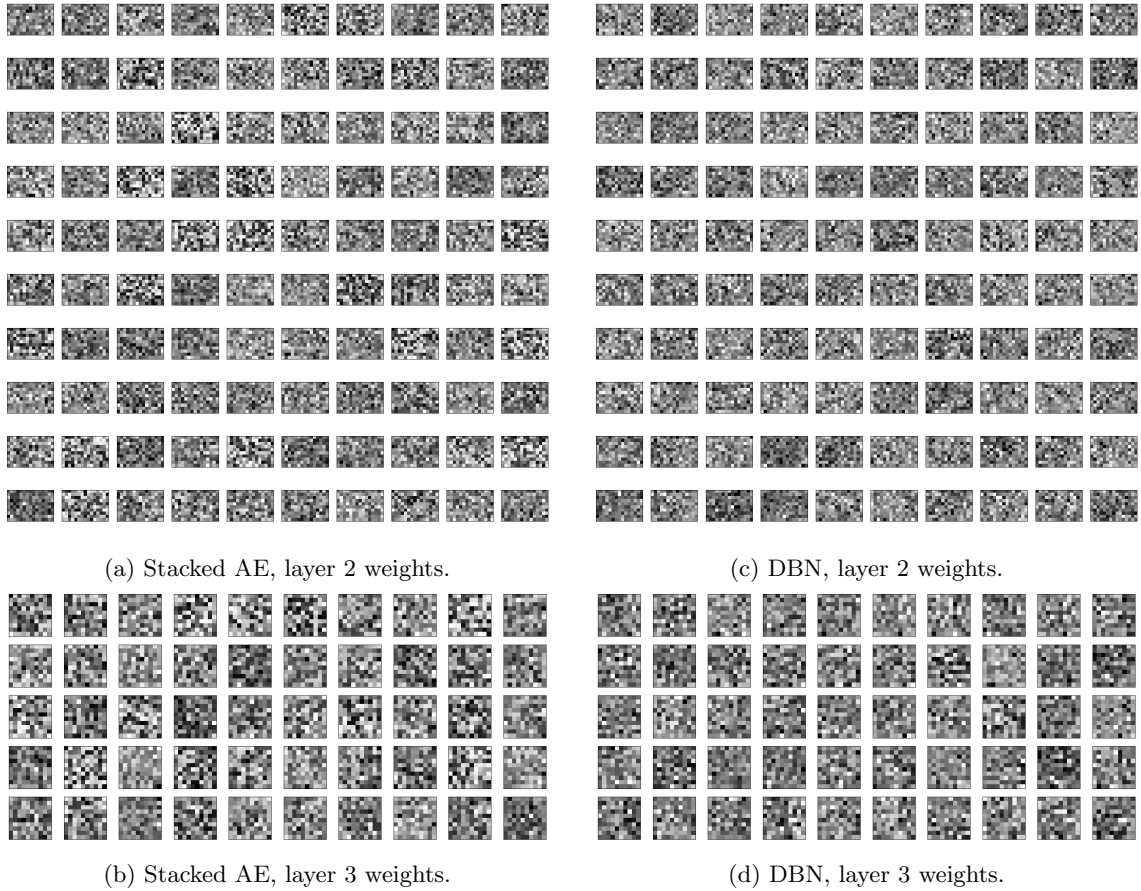 (a) Stacked AE, layer 2 weights.
(c) DBN, layer 2 weights.
(b) Stacked AE, layer 3 weights.
(d) DBN, layer 3 weights.